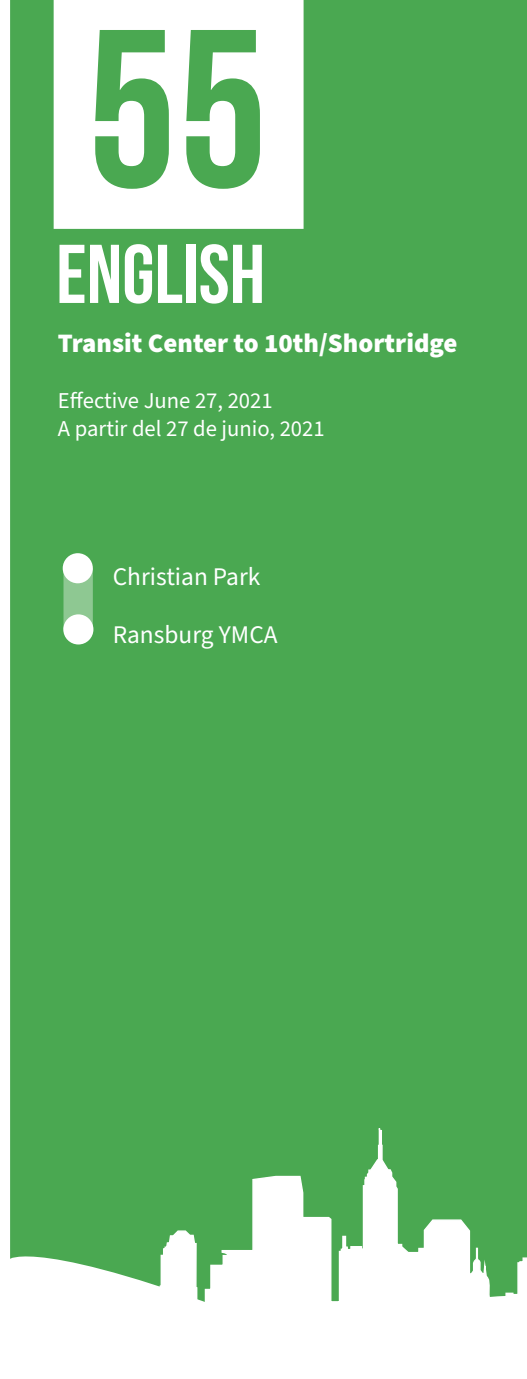 55
ENGLISH
Transit Center to 10th/Shortridge
Effective June 27, 2021
A partir del 27 de junio, 2021
Christian Park
Ransburg YMCA